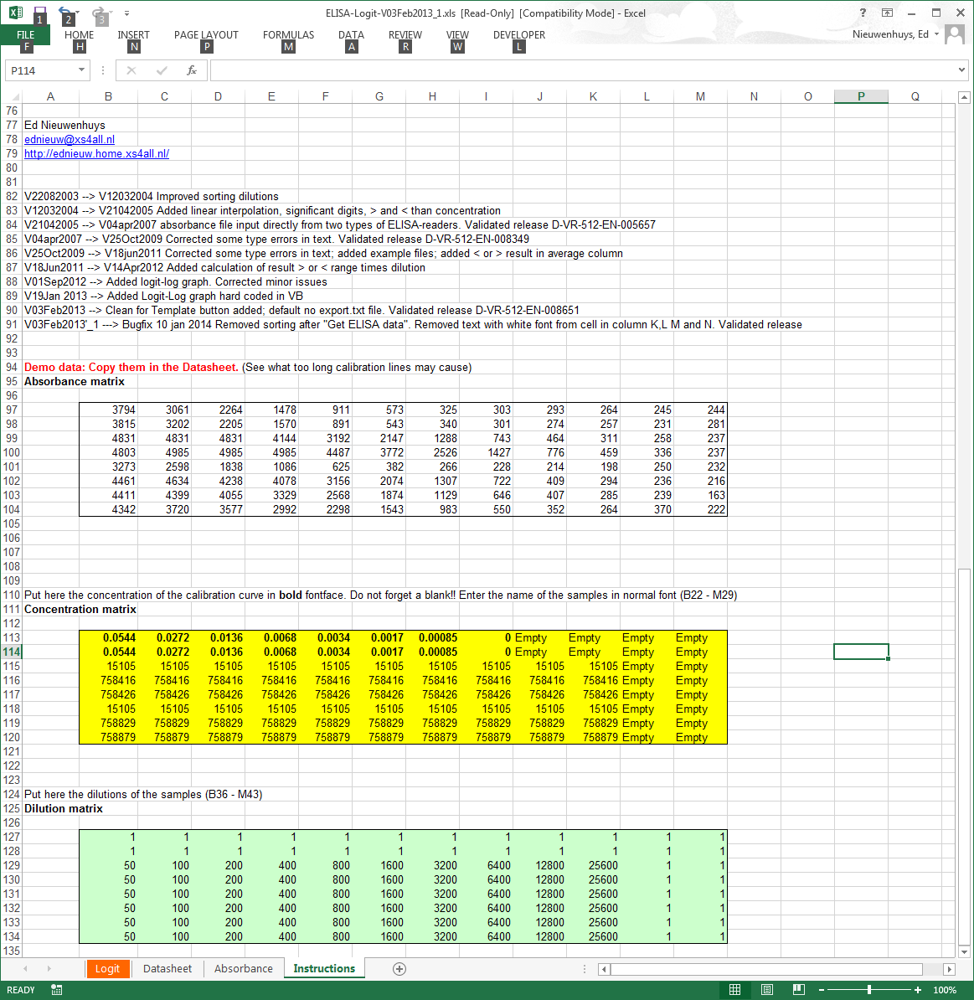 ELISA-Logit-V03Feb2013_1.xls [Read-Only] [Compatibility Mode] - Excel
1 2 3
FILE HOME INSERT PAGE LAYOUT FORMULAS DATA REVIEW VIEW DEVELOPER Nieuwenhuys, Ed
F H N P M A R W L
P114 fx
A B C D E F G H I J K L M N O P Q
76
77 Ed Nieuwenhuys
78 ednieuw@xs4all.nl
79 http://ednieuw.home.xs4all.nl/
80
81
82 V22082003 --> V12032004 Improved sorting dilutions
83 V12032004 --> V21042005 Added linear interpolation, significant digits, > and < than concentration
84 V21042005 --> V04apr2007 absorbance file input directly from two types of ELISA-readers. Validated release D-VR-512-EN-005657
85 V04apr2007 --> V25Oct2009 Corrected some type errors in text. Validated release D-VR-512-EN-008349
86 V25Oct2009 --> V18jun2011 Corrected some type errors in text; added example files; added < or > result in average column
87 V18Jun2011 --> V14Apr2012 Added calculation of result > or < range times dilution
88 V01Sep2012 --> Added logit-log graph. Corrected minor issues
89 V19Jan 2013 --> Added Logit-Log graph hard coded in VB
90 V03Feb2013 --> Clean for Template button added; default no export.txt file. Validated release D-VR-512-EN-008651
91 V03Feb2013'_1 ---> Bugfix 10 jan 2014 Removed sorting after "Get ELISA data". Removed text with white font from cell in column K,L M and N. Validated release
92
93
94 Demo data: Copy them in the Datasheet. (See what too long calibration lines may cause)
95 Absorbance matrix
96
97 3794 3061 2264 1478 911 573 325 303 293 264 245 244
98 3815 3202 2205 1570 891 543 340 301 274 257 231 281
99 4831 4831 4831 4144 3192 2147 1288 743 464 311 258 237
100 4803 4985 4985 4985 4487 3772 2526 1427 776 459 336 237
101 3273 2598 1838 1086 625 382 266 228 214 198 250 232
102 4461 4634 4238 4078 3156 2074 1307 722 409 294 236 216
103 4411 4399 4055 3329 2568 1874 1129 646 407 285 239 163
104 4342 3720 3577 2992 2298 1543 983 550 352 264 370 222
105
106
107
108
109
110 Put here the concentration of the calibration curve in bold fontface. Do not forget a blank!! Enter the name of the samples in normal font (B22 - M29)
111 Concentration matrix
112
113 0.0544 0.0272 0.0136 0.0068 0.0034 0.0017 0.00085 0 Empty Empty Empty Empty
114 0.0544 0.0272 0.0136 0.0068 0.0034 0.0017 0.00085 0 Empty Empty Empty Empty
115 15105 15105 15105 15105 15105 15105 15105 15105 15105 15105 Empty Empty
116 758416 758416 758416 758416 758416 758416 758416 758416 758416 758416 Empty Empty
117 758426 758426 758426 758426 758426 758426 758426 758426 758426 758426 Empty Empty
118 15105 15105 15105 15105 15105 15105 15105 15105 15105 15105 Empty Empty
119 758829 758829 758829 758829 758829 758829 758829 758829 758829 758829 Empty Empty
120 758879 758879 758879 758879 758879 758879 758879 758879 758879 758879 Empty Empty
121
122
123
124 Put here the dilutions of the samples (B36 - M43)
125 Dilution matrix
126
127 1 1 1 1 1 1 1 1 1 1 1 1
128 1 1 1 1 1 1 1 1 1 1 1 1
129 50 100 200 400 800 1600 3200 6400 12800 25600 1 1
130 50 100 200 400 800 1600 3200 6400 12800 25600 1 1
131 50 100 200 400 800 1600 3200 6400 12800 25600 1 1
132 50 100 200 400 800 1600 3200 6400 12800 25600 1 1
133 50 100 200 400 800 1600 3200 6400 12800 25600 1 1
134 50 100 200 400 800 1600 3200 6400 12800 25600 1 1
135
Logit Datasheet Absorbance Instructions
READY 100%